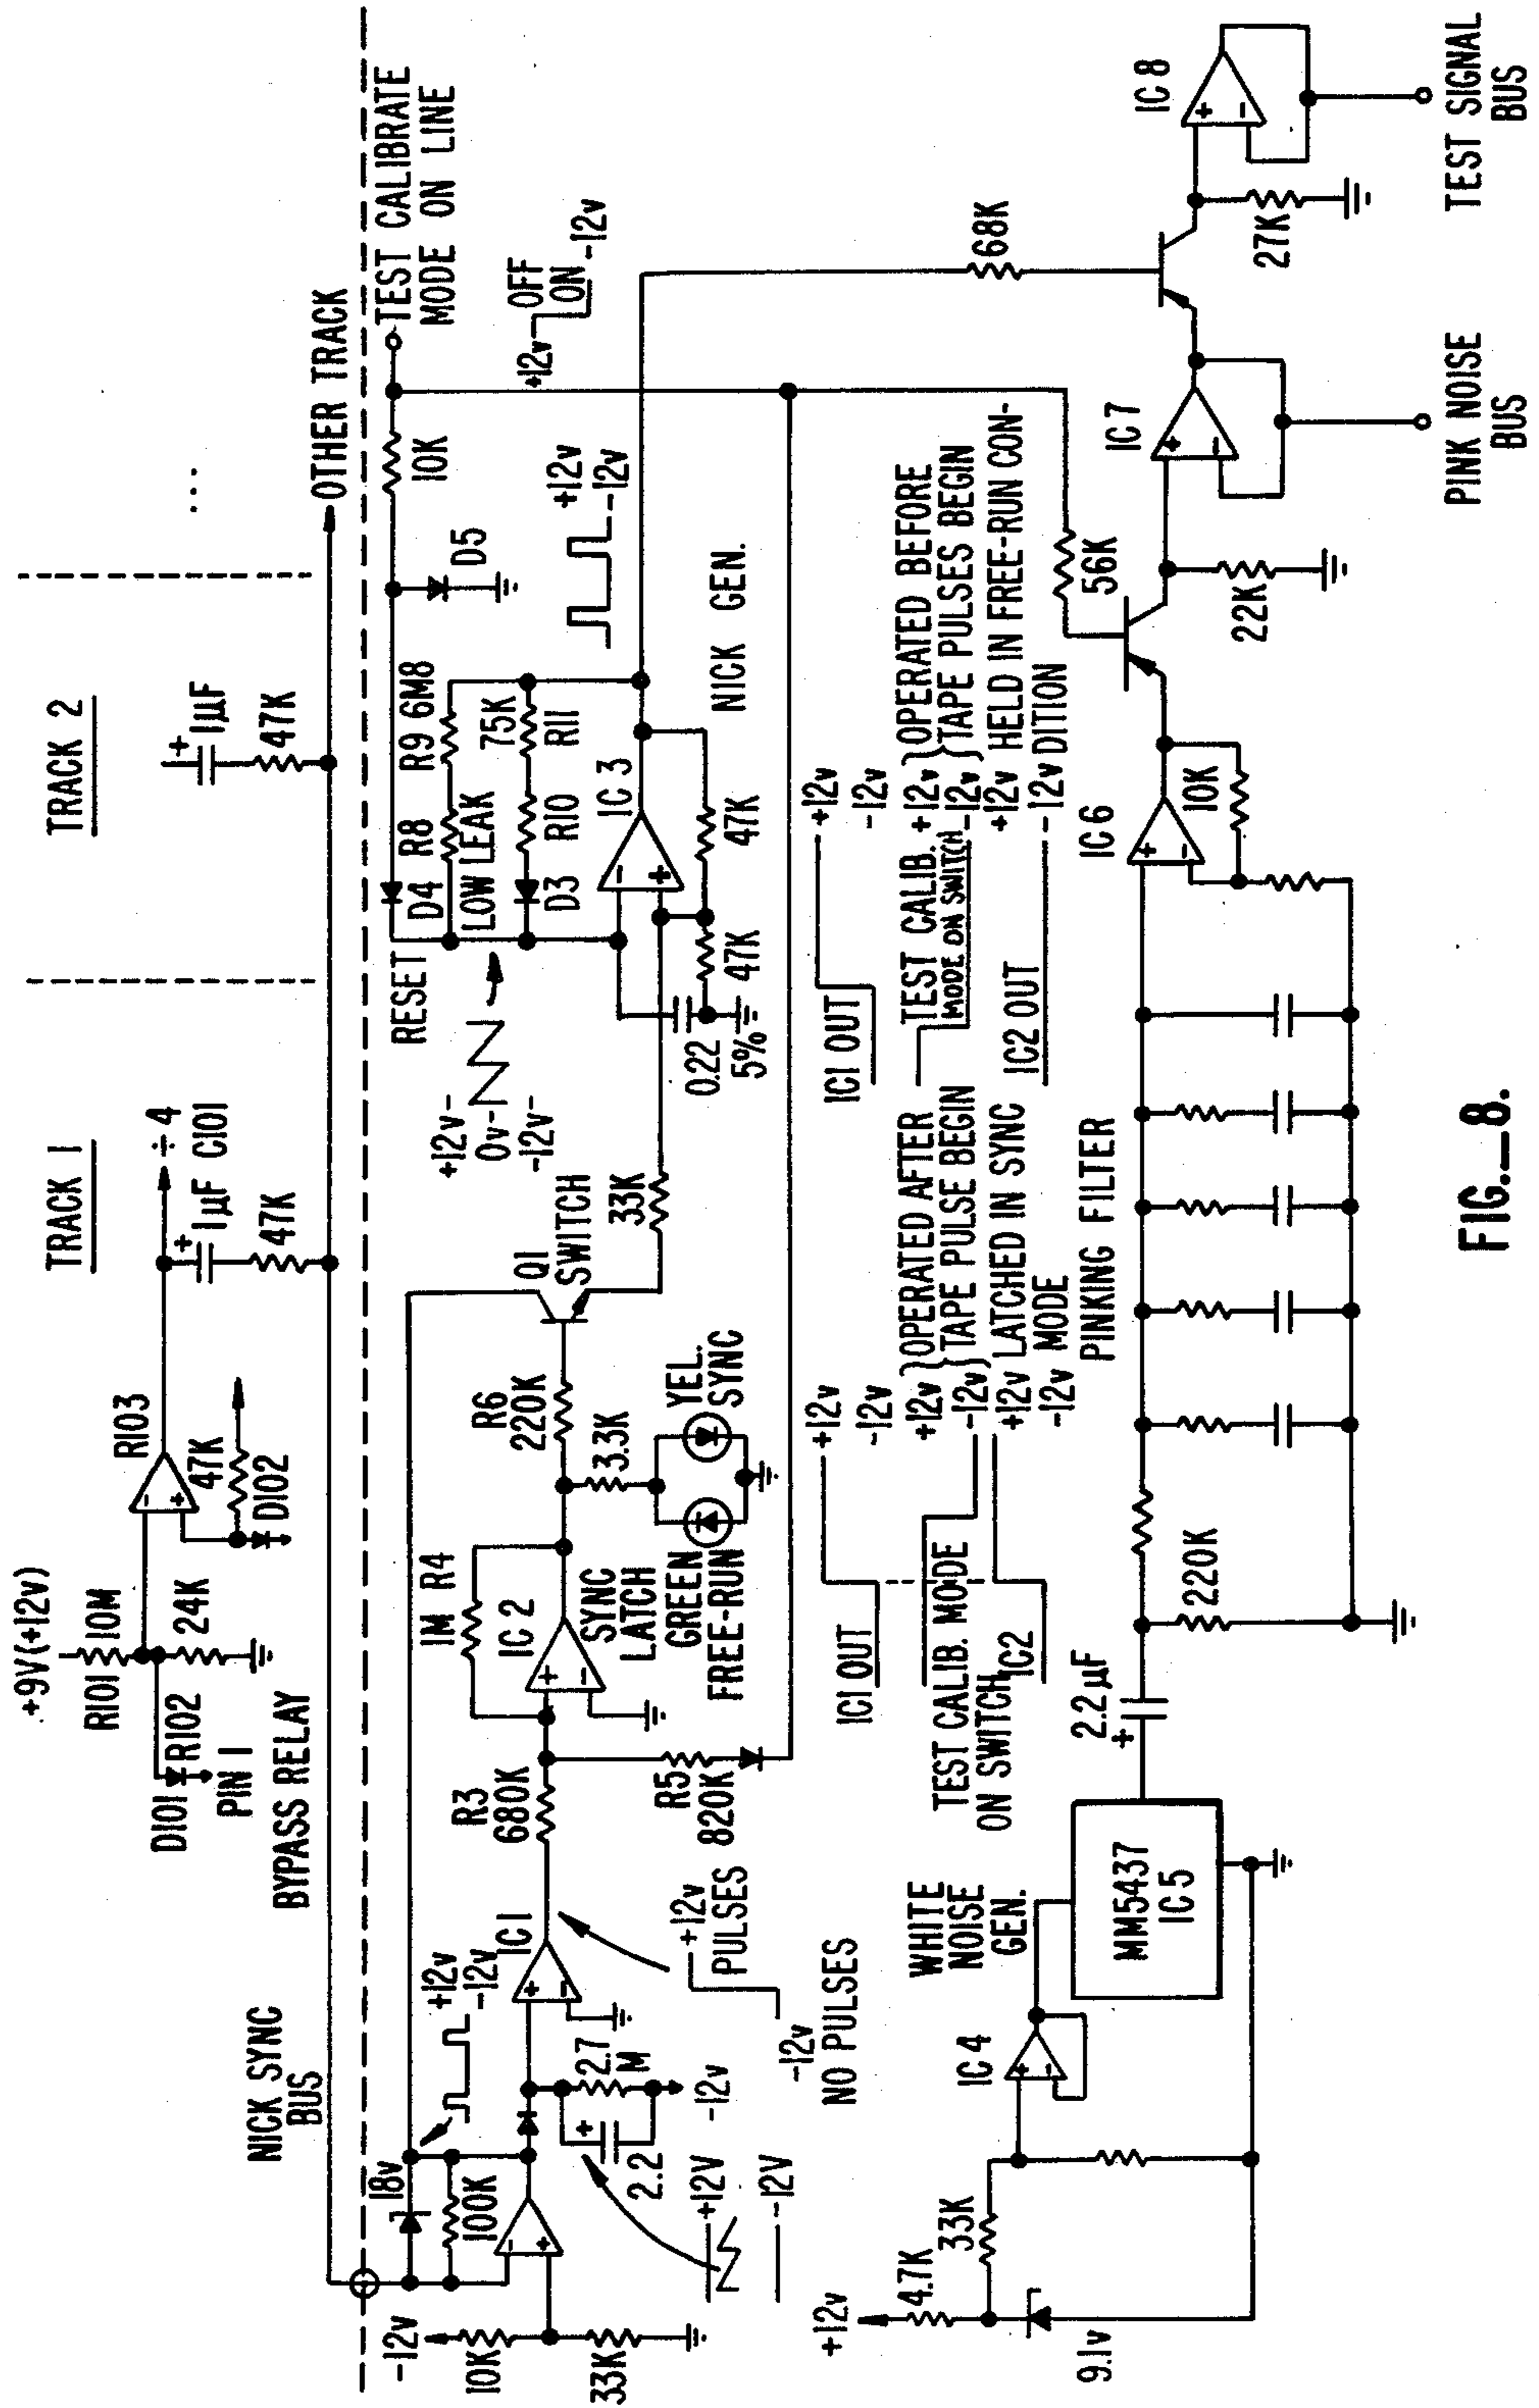 TRACK 1
TRACK 2
+9V(+12v)
R101
10M
24K
D101
R102
PIN 1
BYPASS RELAY
R103
47K
D102
÷ 4
1µF C101
+
47K
+
1µF
47K
...
OTHER TRACK
NICK SYNC
BUS
TEST CALIBRATE
MODE ON LINE
-12v
10K
33K
18v
100K
+12v
-12v
+
2.2
2.7
M
-12v
+12V
-12V
IC 1
+12v
PULSES
-12v
NO PULSES
R3
680K
R5
820K
1M R4
IC 2
SYNC
LATCH
GREEN
FREE-RUN
R6
220K
3.3K
YEL.
SYNC
Q1
SWITCH
33K
+12v-
0v-
-12v-
RESET
D4
R8
R9 6M8
LOW LEAK
D3
R10
R11
75K
IC 3
47K
47K
0.22
5%
NICK GEN.
D5
10K
+12v
-12v
+12v
OFF
ON
-12v
68K
IC1 OUT
+12v
-12v
TEST CALIB. MODE
ON SWITCH
+12v
-12v
OPERATED AFTER
TAPE PULSE BEGIN
IC2
+12v
-12v
LATCHED IN SYNC
MODE
IC1 OUT
+12v
-12v
TEST CALIB.
MODE ON SWITCH
+12v
-12v
OPERATED BEFORE
TAPE PULSES BEGIN
IC2 OUT
+12v
-12v
HELD IN FREE-RUN CON-
DITION
+12v
4.7K
33K
9.1v
IC 4
WHITE
NOISE
GEN.
MM5437
IC 5
2.2 µF
+
220K
PINKING FILTER
IC 6
10K
56K
22K
IC 7
PINK NOISE
BUS
27K
IC 8
TEST SIGNAL
BUS
FIG._8.